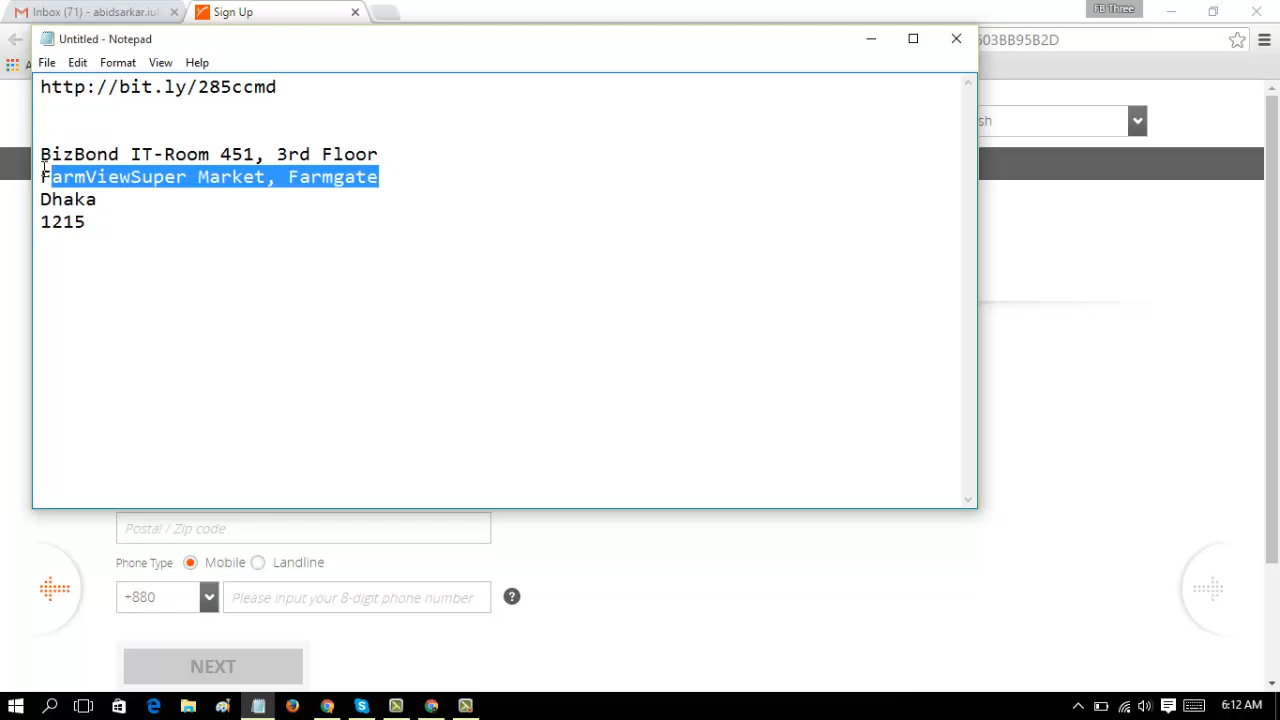 Inbox (71) - abidsarkar.iu
Sign Up
FB Three
Untitled - Notepad
503BB95B2D
File Edit Format View Help
http://bit.ly/285ccmd
sh
BizBond IT-Room 451, 3rd Floor
FarmViewSuper Market, Farmgate
Dhaka
1215
Postal / Zip code
Phone Type Mobile Landline
+880 Please input your 8-digit phone number ?
NEXT
6:12 AM